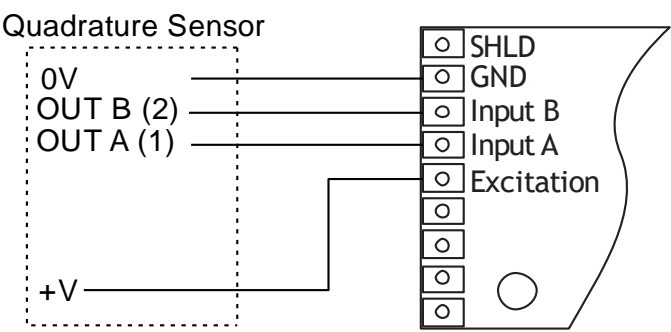 Quadrature Sensor
0V
OUT B (2)
OUT A (1)
+V
SHLD
GND
Input B
Input A
Excitation